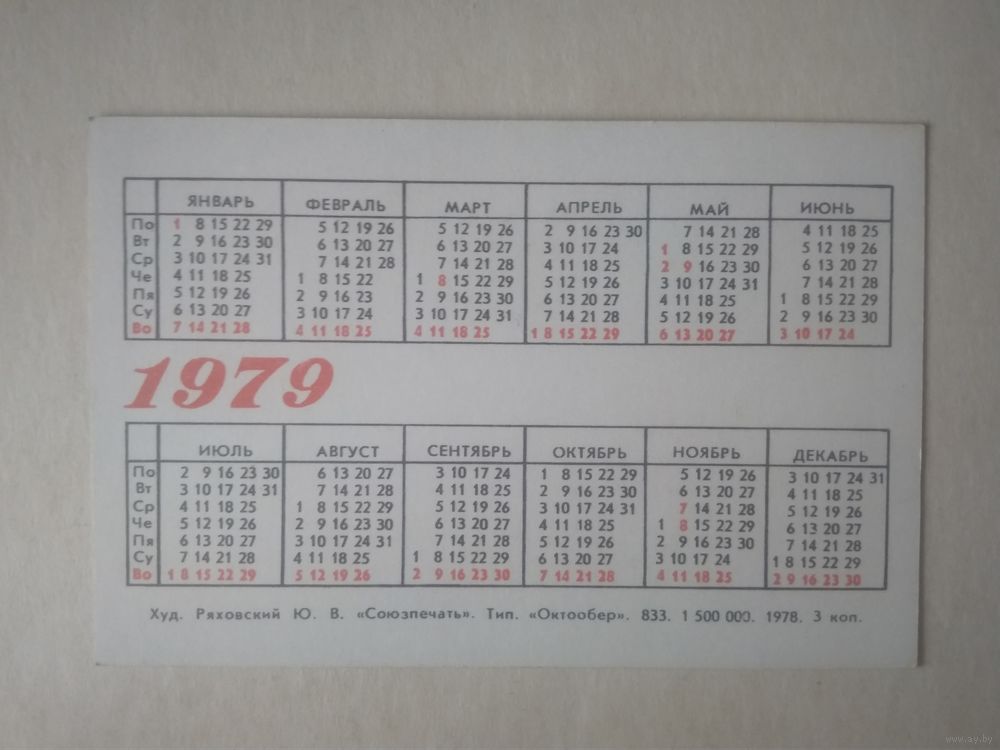 ЯНВАРЬ ФЕВРАЛЬ МАРТ АПРЕЛЬ МАЙ ИЮНЬ
По 1 8 15 22 29 5 12 19 26 5 12 19 26 2 9 16 23 30 7 14 21 28 4 11 18 25
Вт 2 9 16 23 30 6 13 20 27 6 13 20 27 3 10 17 24 1 8 15 22 29 5 12 19 26
Ср 3 10 17 24 31 7 14 21 28 7 14 21 28 4 11 18 25 2 9 16 23 30 6 13 20 27
Че 4 11 18 25 1 8 15 22 1 8 15 22 29 5 12 19 26 3 10 17 24 31 7 14 21 28
Пя 5 12 19 26 2 9 16 23 2 9 16 23 30 6 13 20 27 4 11 18 25 1 8 15 22 29
Су 6 13 20 27 3 10 17 24 3 10 17 24 31 7 14 21 28 5 12 19 26 2 9 16 23 30
Во 7 14 21 28 4 11 18 25 4 11 18 25 1 8 15 22 29 6 13 20 27 3 10 17 24
1979
ИЮЛЬ АВГУСТ СЕНТЯБРЬ ОКТЯБРЬ НОЯБРЬ ДЕКАБРЬ
По 2 9 16 23 30 6 13 20 27 3 10 17 24 1 8 15 22 29 5 12 19 26 3 10 17 24 31
Вт 3 10 17 24 31 7 14 21 28 4 11 18 25 2 9 16 23 30 6 13 20 27 4 11 18 25
Ср 4 11 18 25 1 8 15 22 29 5 12 19 26 3 10 17 24 31 7 14 21 28 5 12 19 26
Че 5 12 19 26 2 9 16 23 30 6 13 20 27 4 11 18 25 1 8 15 22 29 6 13 20 27
Пя 6 13 20 27 3 10 17 24 31 7 14 21 28 5 12 19 26 2 9 16 23 30 7 14 21 28
Су 7 14 21 28 4 11 18 25 1 8 15 22 29 6 13 20 27 3 10 17 24 1 8 15 22 29
Во 1 8 15 22 29 5 12 19 26 2 9 16 23 30 7 14 21 28 4 11 18 25 2 9 16 23 30
Худ. Ряховский Ю. В. «Союзпечать». Тип. «Октообер». 833. 1 500 000. 1978. 3 коп.
www.ay.by